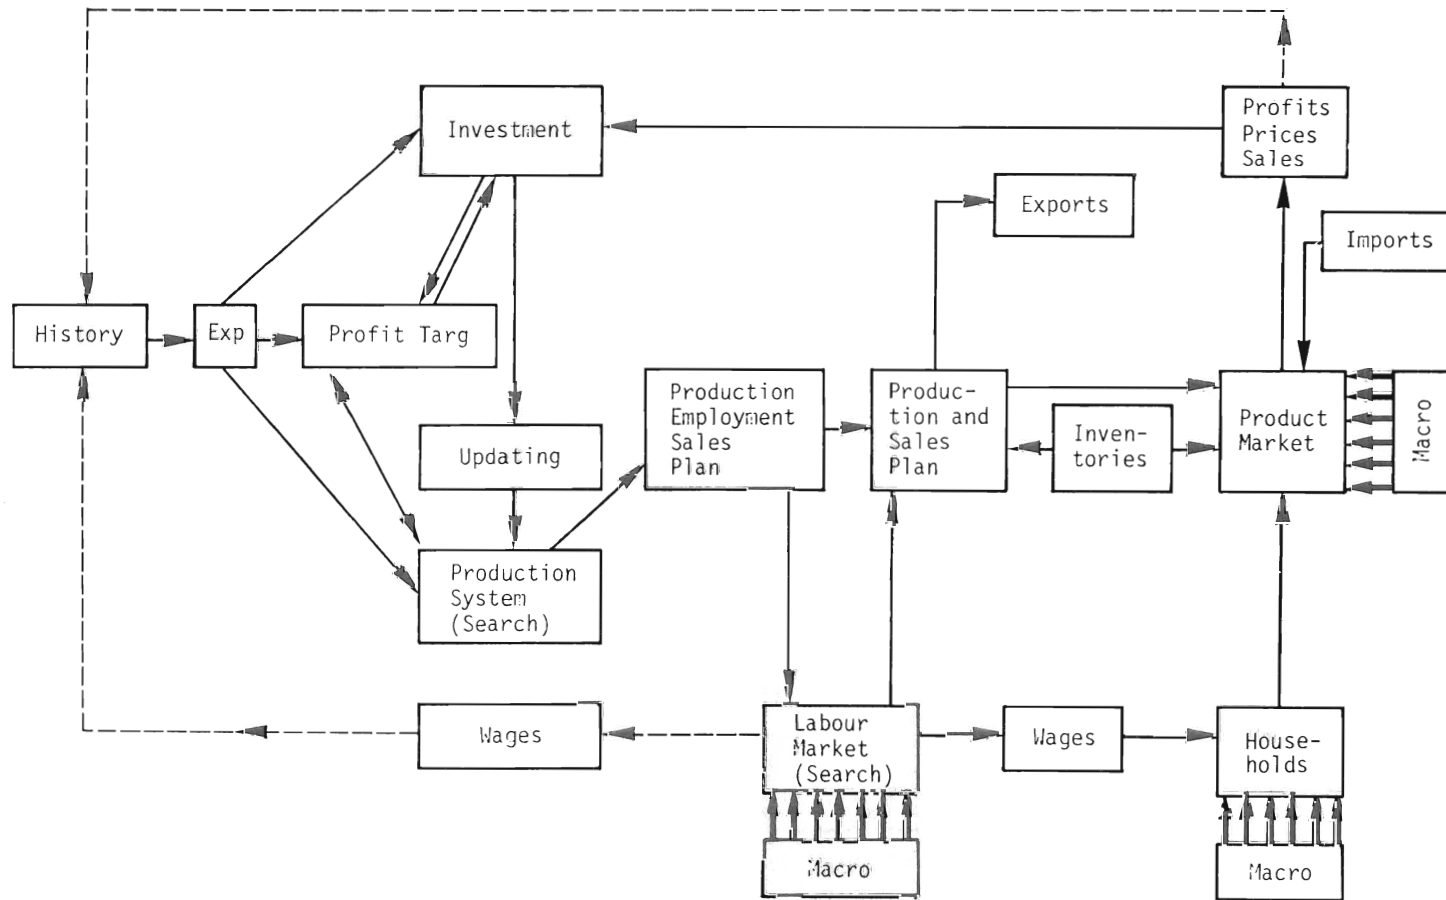 Investment
Profits
Prices
Sales
Exports
Imports
History
Exp
Profit Targ
Production
Employment
Sales
Plan
Produc-
tion and
Sales
Plan
Inven-
tories
Product
Market
Macro
Updating
Production
System
(Search)
Wages
Labour
Market
(Search)
Wages
House-
holds
Macro
Macro